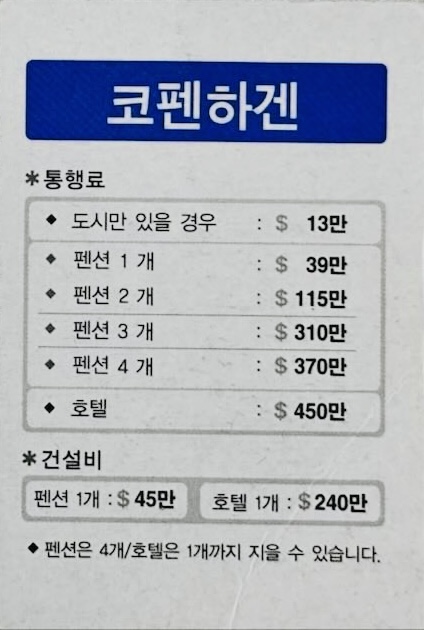 코펜하겐
*통행료
◆ 도시만 있을 경우 : $ 13만
◆ 펜션 1 개 : $ 39만
◆ 펜션 2 개 : $ 115만
◆ 펜션 3 개 : $ 310만
◆ 펜션 4 개 : $ 370만
◆ 호텔 : $ 450만
*건설비
펜션 1개 : $ 45만 호텔 1개 : $ 240만
◆ 펜션은 4개/호텔은 1개까지 지을 수 있습니다.